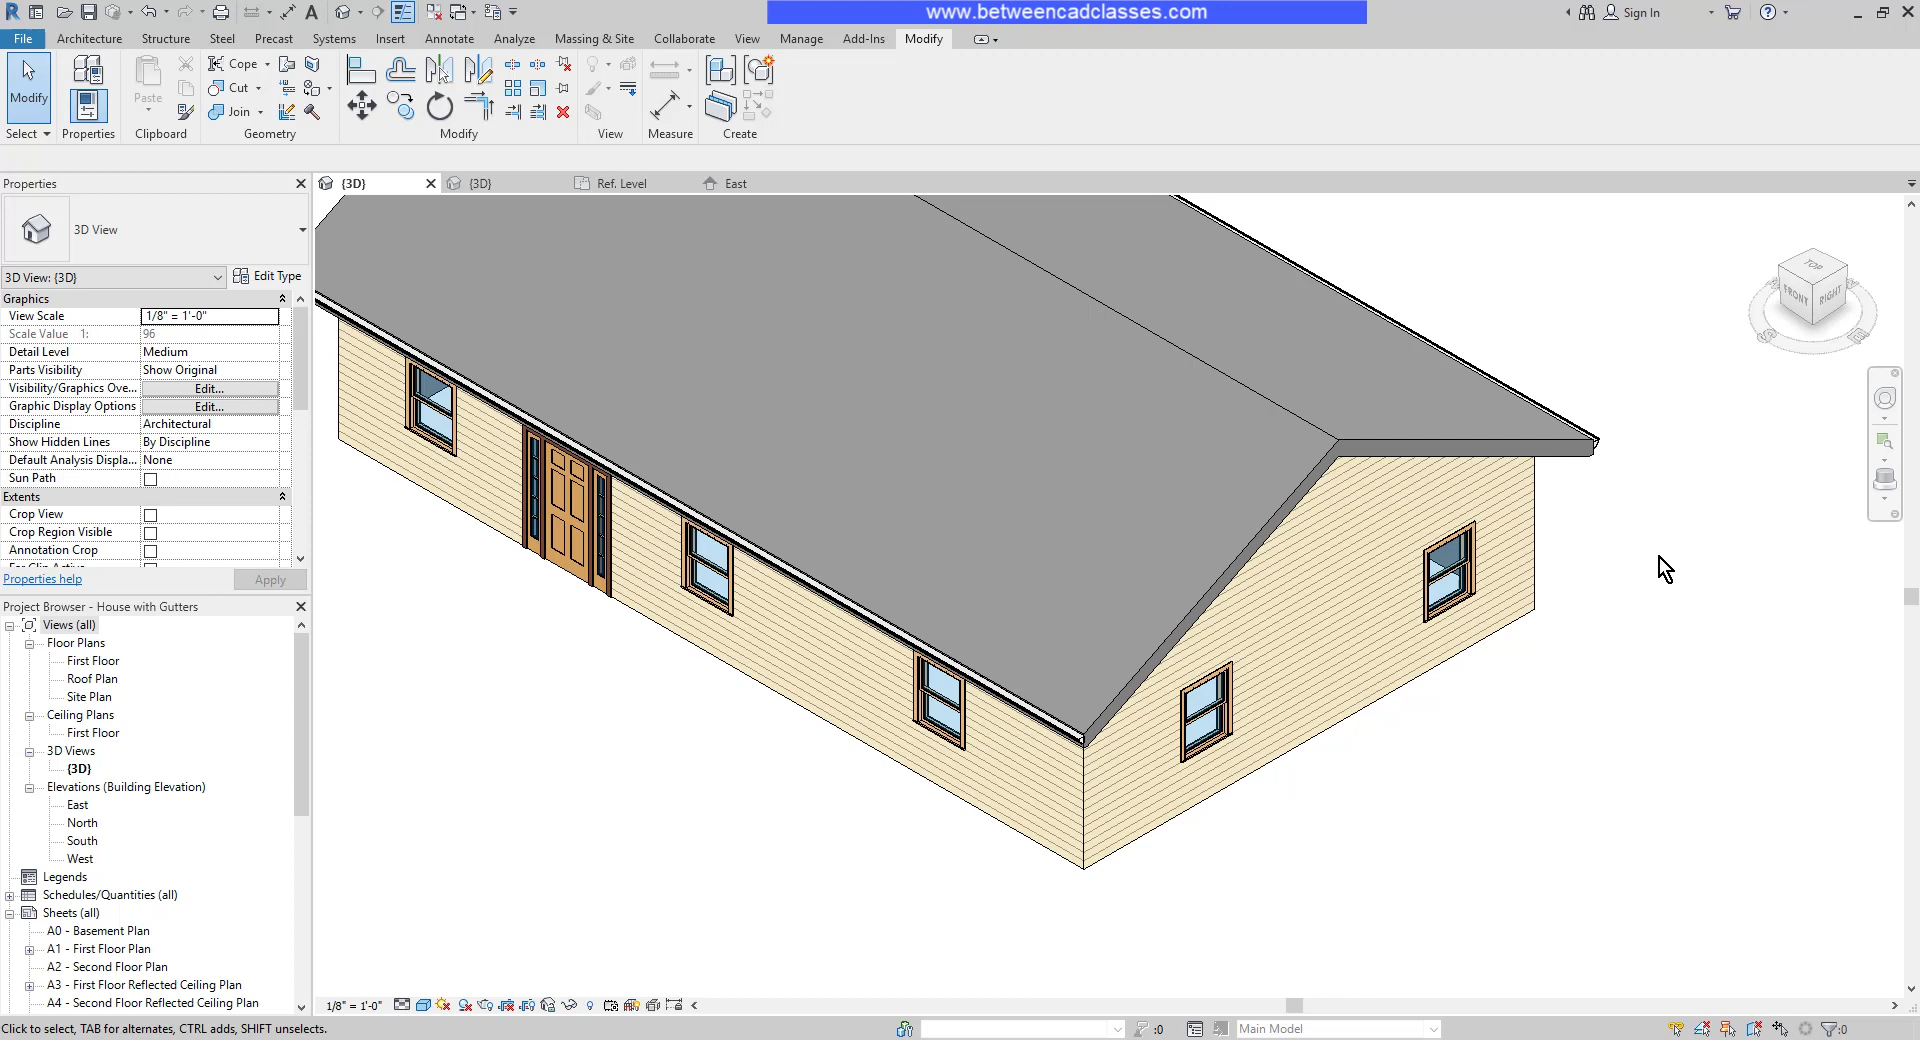 www.betweencadclasses.com
Sign In
File Architecture Structure Steel Precast Systems Insert Annotate Analyze Massing & Site Collaborate View Manage Add-Ins Modify
Modify
Paste
Cope
Cut
Join
Select Properties Clipboard Geometry Modify View Measure Create
Properties
{3D}
{3D}
Ref. Level
East
3D View
3D View: {3D}
Edit Type
Graphics
View Scale 1/8" = 1'-0"
Scale Value 1: 96
Detail Level Medium
Parts Visibility Show Original
Visibility/Graphics Ove... Edit...
Graphic Display Options Edit...
Discipline Architectural
Show Hidden Lines By Discipline
Default Analysis Displa... None
Sun Path
Extents
Crop View
Crop Region Visible
Annotation Crop
Far Clip Active
Properties help
Apply
Project Browser - House with Gutters
Views (all)
Floor Plans
First Floor
Roof Plan
Site Plan
Ceiling Plans
First Floor
3D Views
{3D}
Elevations (Building Elevation)
East
North
South
West
Legends
Schedules/Quantities (all)
Sheets (all)
A0 - Basement Plan
A1 - First Floor Plan
A2 - Second Floor Plan
A3 - First Floor Reflected Ceiling Plan
A4 - Second Floor Reflected Ceiling Plan
TOP
FRONT
RIGHT
S
E
1/8" = 1'-0"
Click to select, TAB for alternates, CTRL adds, SHIFT unselects.
:0
Main Model
:0